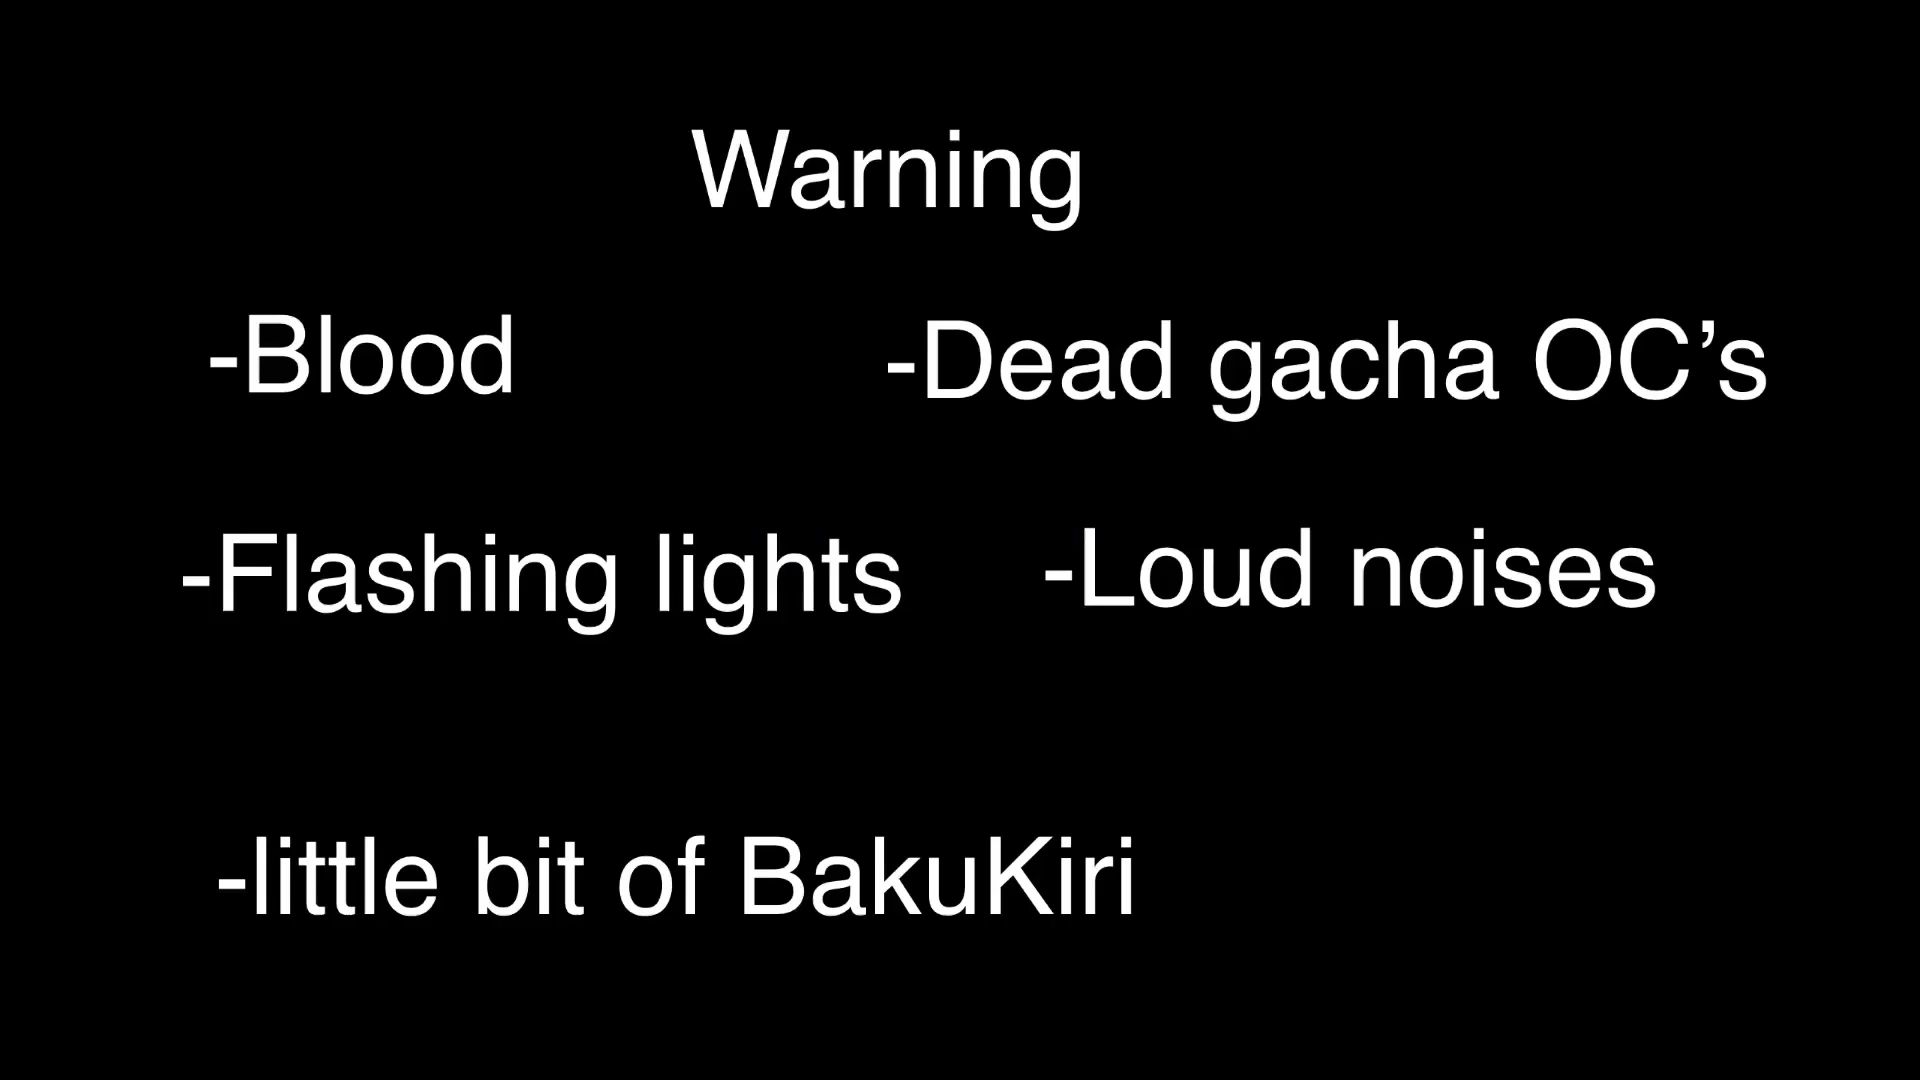 Warning
-Blood
-Dead gacha OC’s
-Flashing lights
-Loud noises
-little bit of BakuKiri